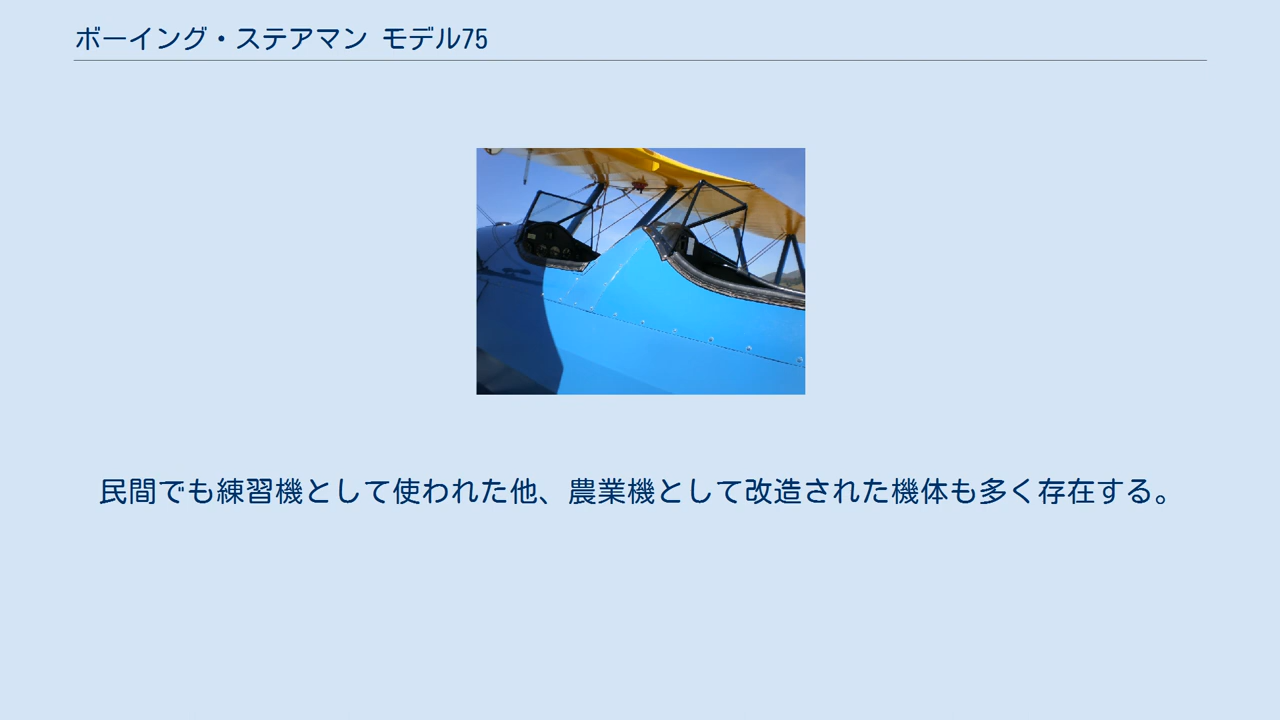 ボーイング・ステアマン モデル75
民間でも練習機として使われた他、農業機として改造された機体も多く存在する。